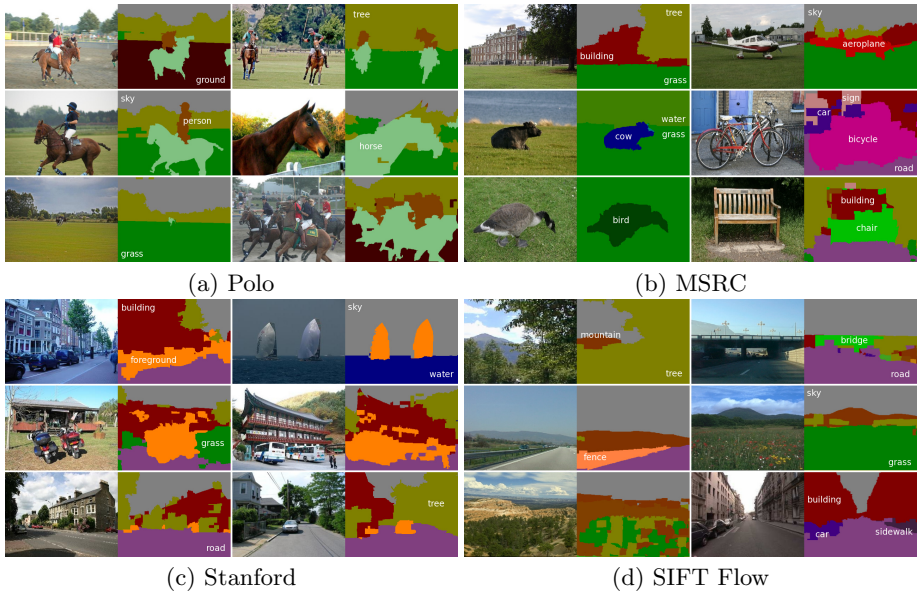 tree
ground
sky
person
horse
grass
(a) Polo
tree
building
grass
sky
aeroplane
water
cow
grass
sign
car
bicycle
road
bird
building
chair
(b) MSRC
building
foreground
sky
water
grass
road
tree
(c) Stanford
mountain
tree
bridge
road
fence
sky
grass
building
car
sidewalk
(d) SIFT Flow